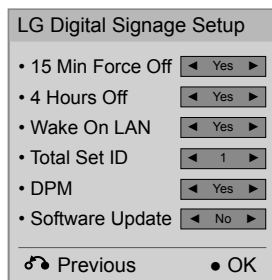 LG Digital Signage Setup
• 15 Min Force Off ◄ Yes ►
• 4 Hours Off ◄ Yes ►
• Wake On LAN ◄ Yes ►
• Total Set ID ◄ 1 ►
• DPM ◄ Yes ►
• Software Update ◄ No ►
Previous ● OK